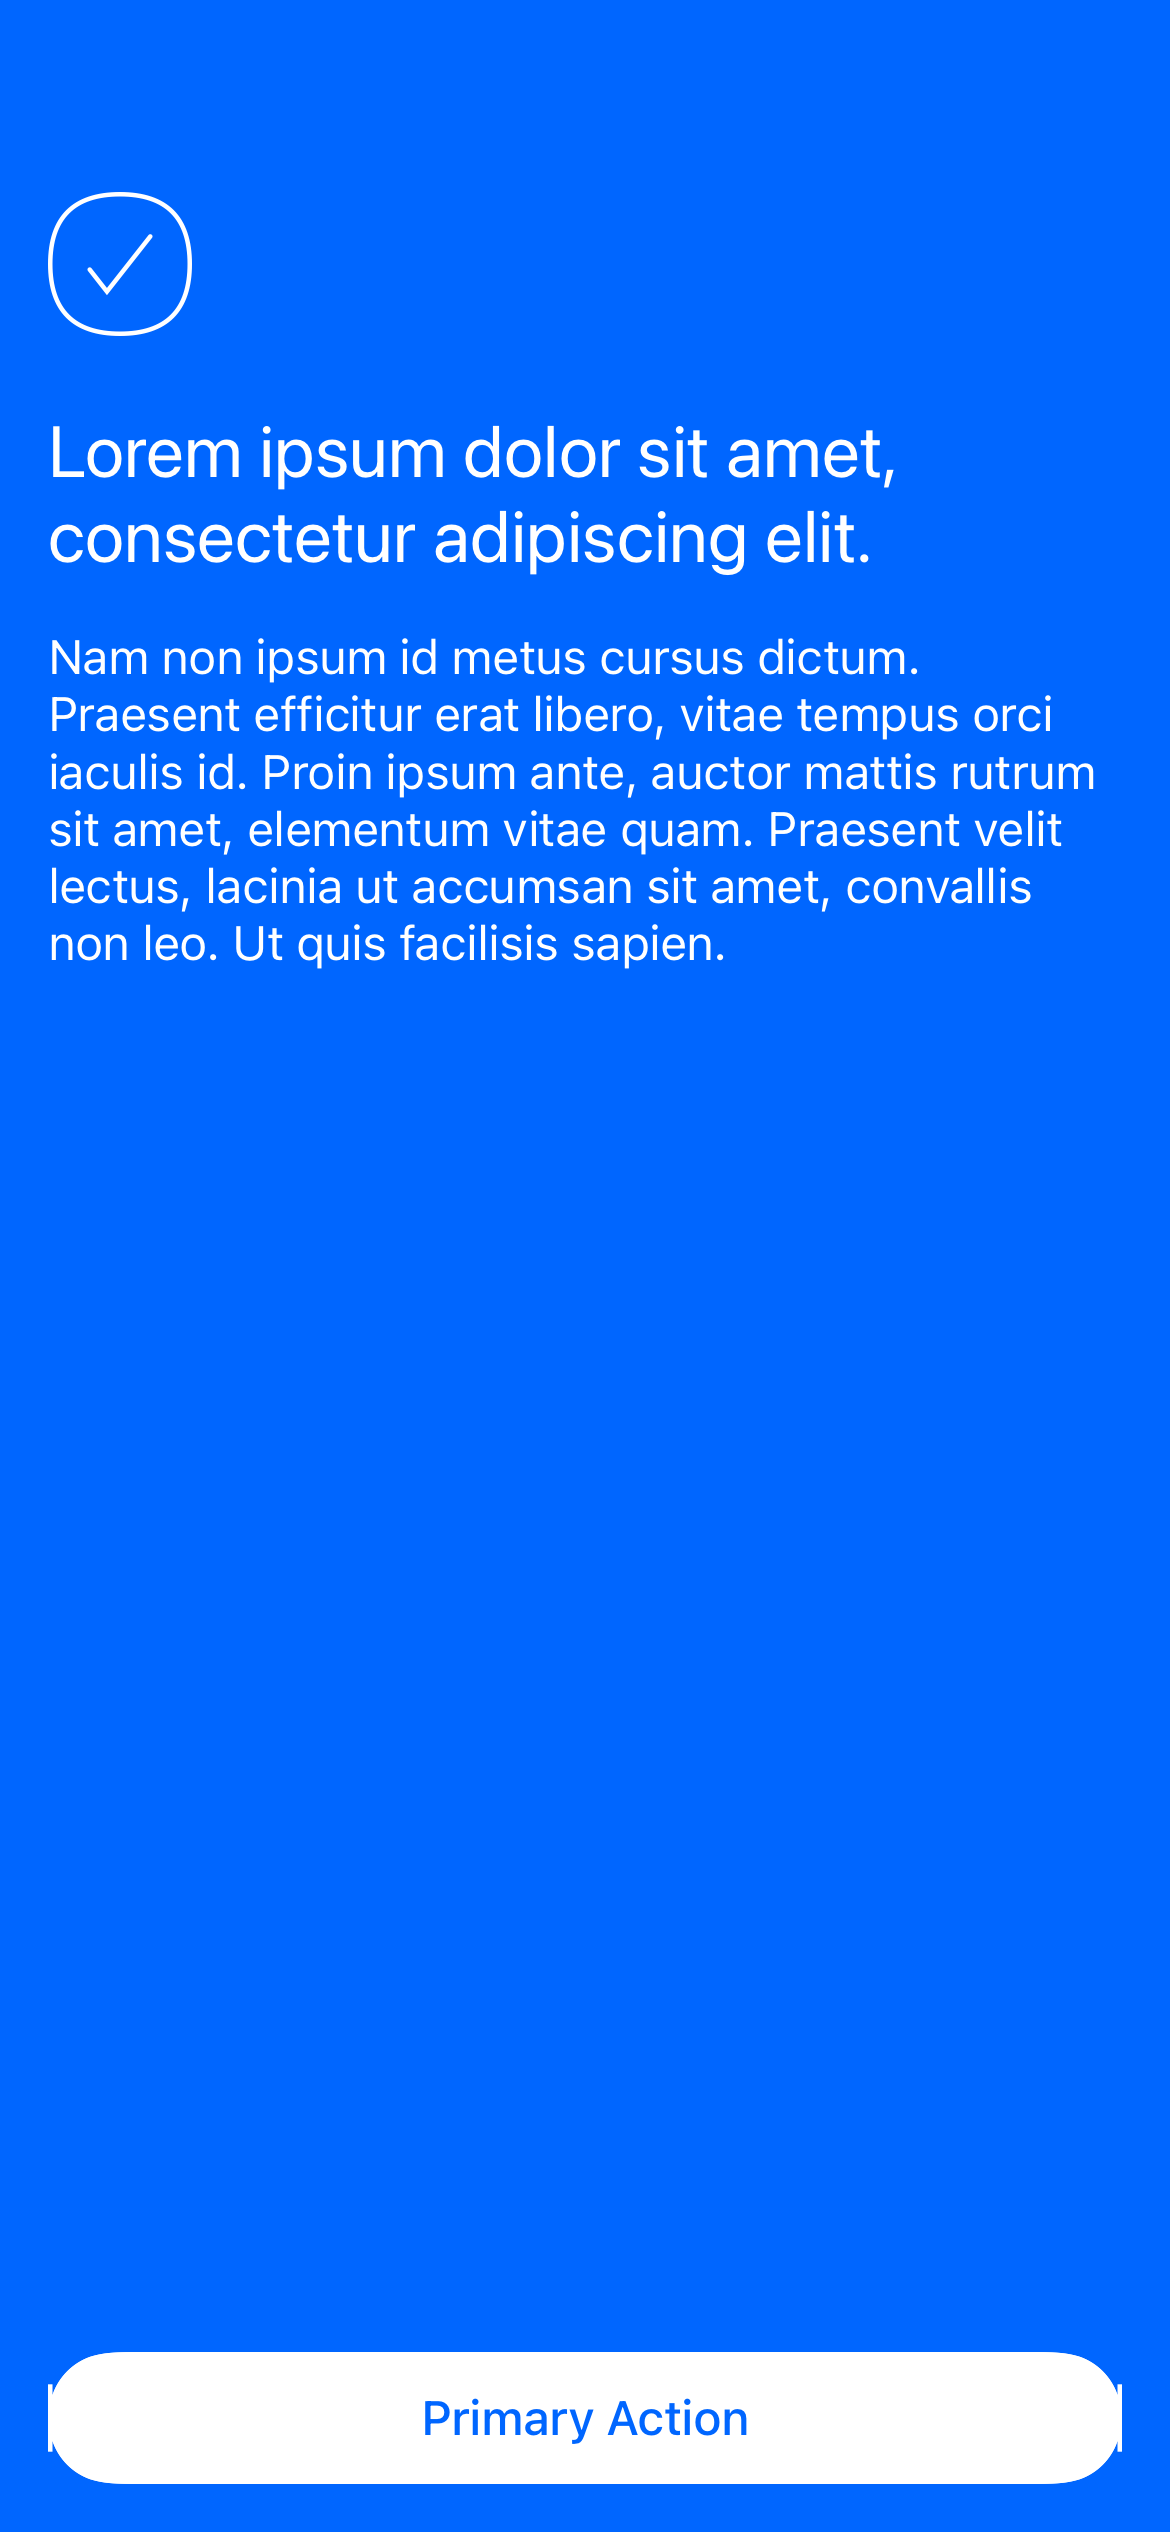 Lorem ipsum dolor sit amet,
consectetur adipiscing elit.
Nam non ipsum id metus cursus dictum.
Praesent efficitur erat libero, vitae tempus orci
iaculis id. Proin ipsum ante, auctor mattis rutrum
sit amet, elementum vitae quam. Praesent velit
lectus, lacinia ut accumsan sit amet, convallis
non leo. Ut quis facilisis sapien.
Primary Action